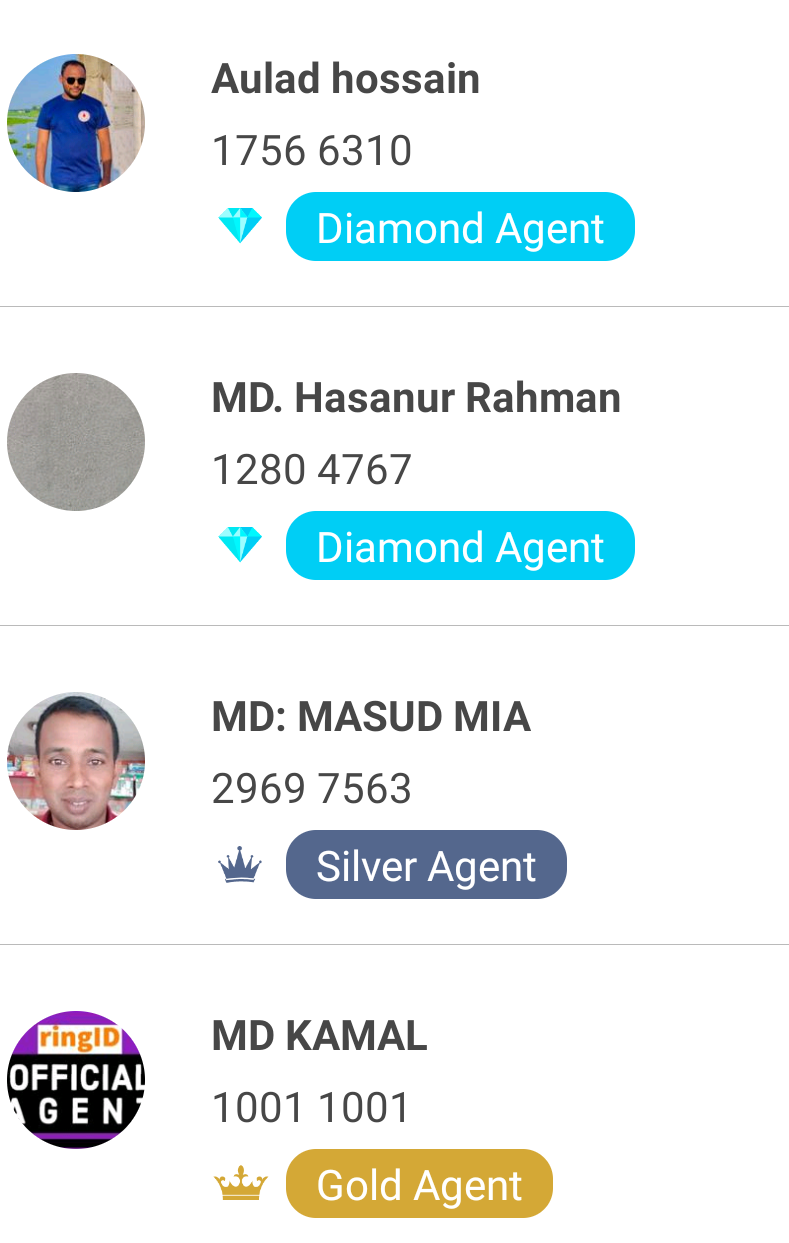 Aulad hossain
1756 6310
Diamond Agent
MD. Hasanur Rahman
1280 4767
Diamond Agent
MD: MASUD MIA
2969 7563
Silver Agent
ringID
OFFICIAL
AGENT
MD KAMAL
1001 1001
Gold Agent